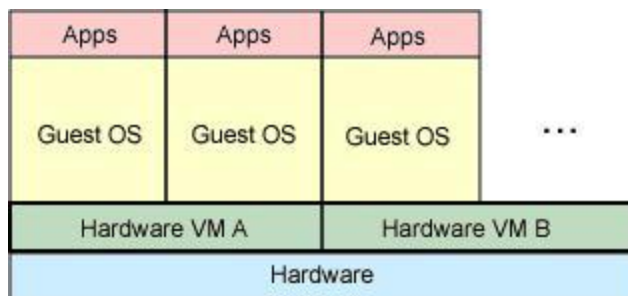 Apps Apps Apps
Guest OS Guest OS Guest OS ...
Hardware VM A Hardware VM B
Hardware